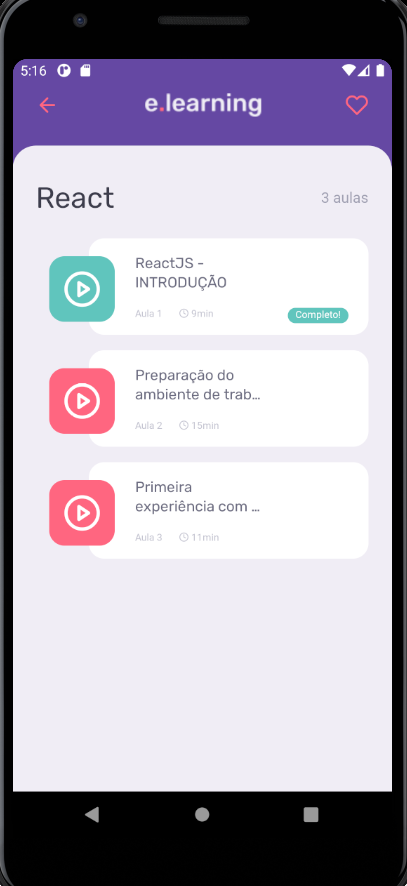 5:16
e.learning
React
3 aulas
ReactJS -
INTRODUÇÃO
Aula 1 9min
Completo!
Preparação do
ambiente de trab...
Aula 2 15min
Primeira
experiência com ...
Aula 3 11min